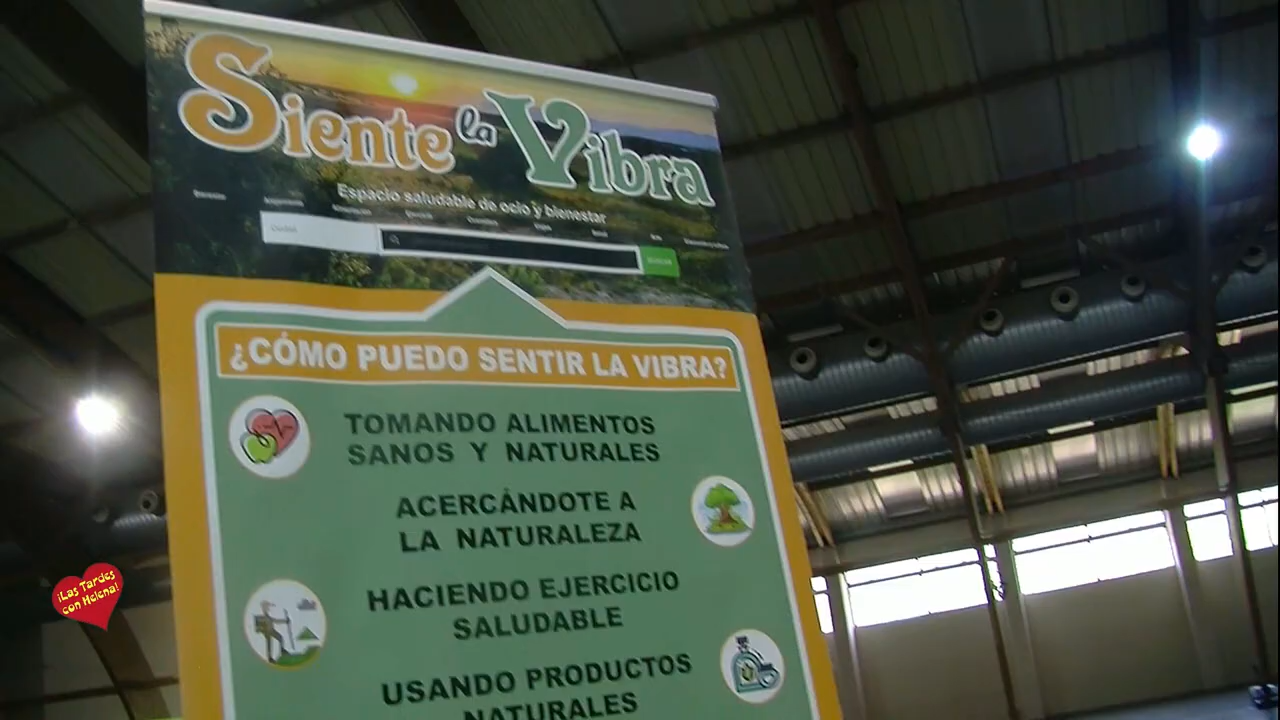 Siente la Vibra
Espacio saludable de ocio y bienestar
¿CÓMO PUEDO SENTIR LA VIBRA?
TOMANDO ALIMENTOS
SANOS Y NATURALES
ACERCÁNDOTE A
LA NATURALEZA
HACIENDO EJERCICIO
SALUDABLE
USANDO PRODUCTOS
NATURALES
¡Las Tardes
con Helena!